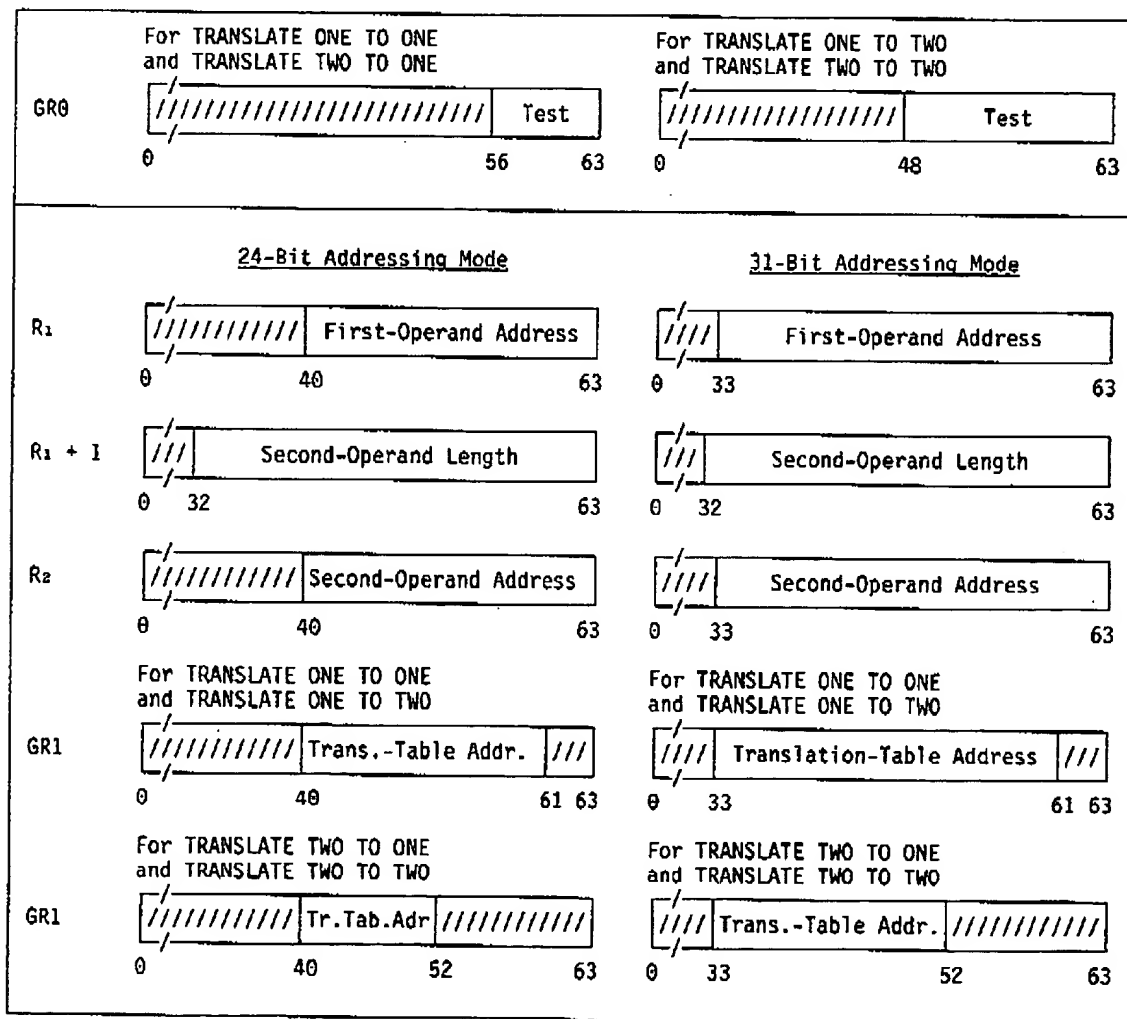 For TRANSLATE ONE TO ONE
and TRANSLATE TWO TO ONE
For TRANSLATE ONE TO TWO
and TRANSLATE TWO TO TWO
GR0 Test Test
0 56 63 0 48 63
24-Bit Addressing Mode 31-Bit Addressing Mode
R1 First-Operand Address First-Operand Address
0 40 63 0 33 63
R1 + 1 Second-Operand Length Second-Operand Length
0 32 63 0 32 63
R2 Second-Operand Address Second-Operand Address
0 40 63 0 33 63
For TRANSLATE ONE TO ONE
and TRANSLATE ONE TO TWO
For TRANSLATE ONE TO ONE
and TRANSLATE ONE TO TWO
GR1 Trans.-Table Addr. Translation-Table Address
0 40 61 63 0 33 61 63
For TRANSLATE TWO TO ONE
and TRANSLATE TWO TO TWO
For TRANSLATE TWO TO ONE
and TRANSLATE TWO TO TWO
GR1 Tr.Tab.Adr Trans.-Table Addr.
0 40 52 63 0 33 52 63